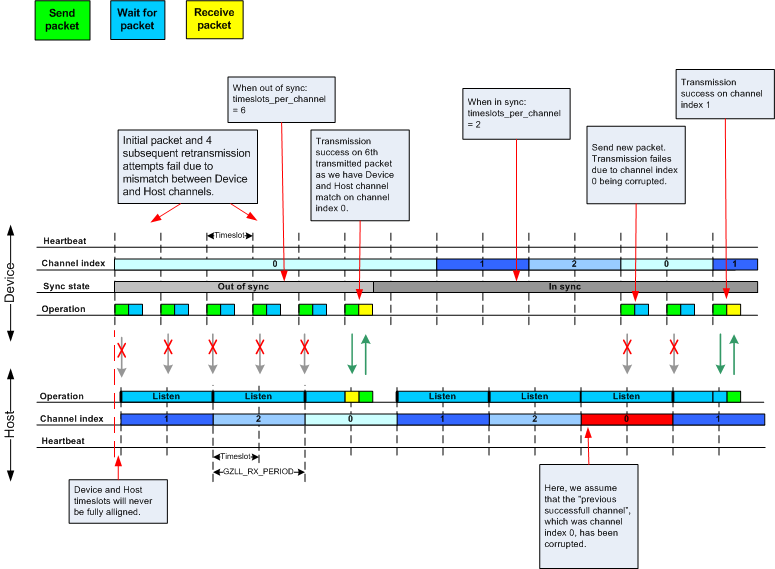 Send
packet
Wait for
packet
Receive
packet
When out of sync:
timeslots_per_channel
= 6
When in sync:
timeslots_per_channel
= 2
Transmission
success on channel
index 1
Initial packet and 4
subsequent retransmission
attempts fail due to
mismatch between Device
and Host channels.
Transmission
success on 6th
transmitted packet
as we have Device
and Host channel
match on channel
index 0.
Send new packet.
Transmission failes
due to channel index
0 being corrupted.
Device
Heartbeat
Timeslot
Channel index
0
1
2
0
1
Sync state
Out of sync
In sync
Operation
Host
Operation
Listen
Listen
Listen
Listen
Listen
Channel index
1
2
0
1
2
0
1
Heartbeat
Timeslot
GZLL_RX_PERIOD
Device and Host
timeslots will never
be fully alligned.
Here, we assume
that the "previous
successfull channel",
which was channel
index 0, has been
corrupted.